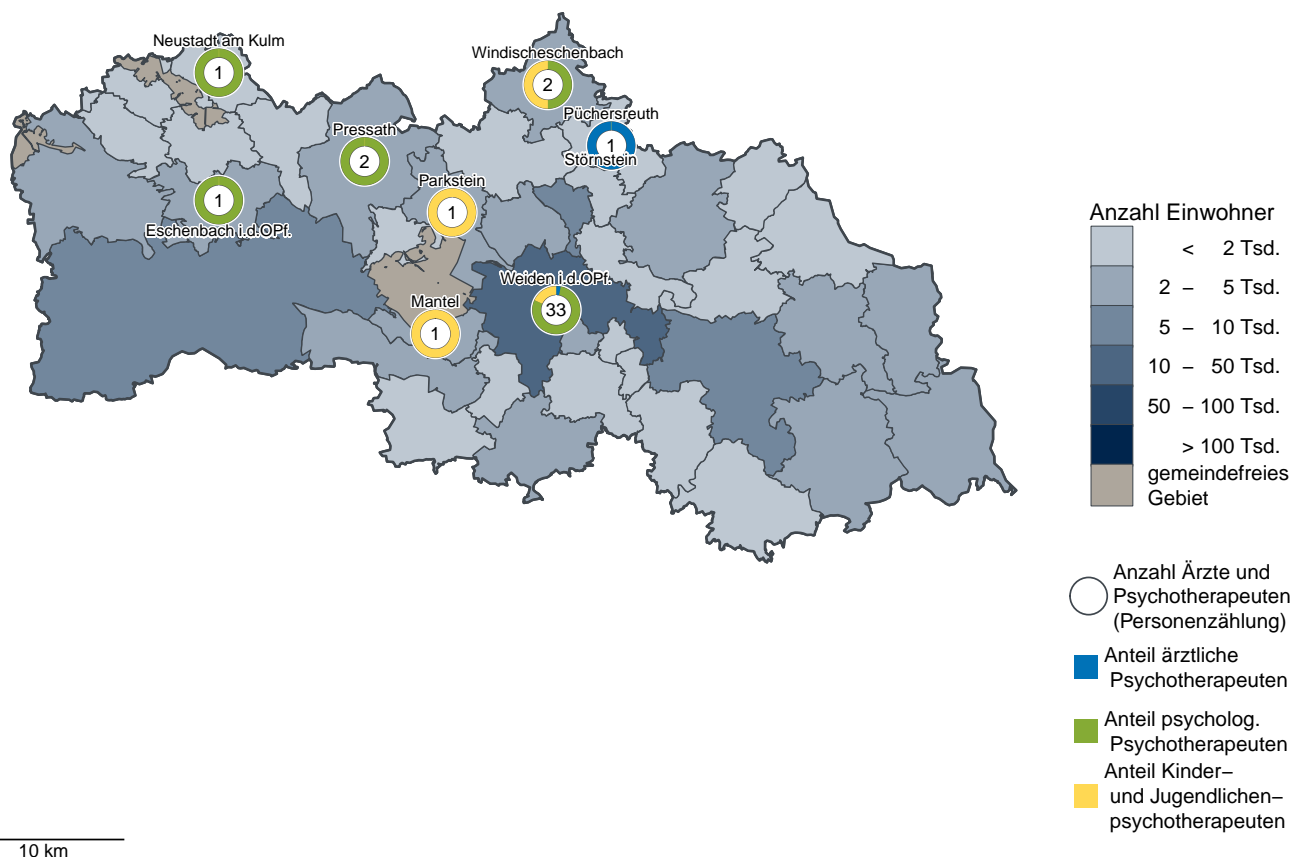 Neustadt am Kulm
1
Windischeschenbach
2
Püchersreuth
1
Störnstein
Pressath
2
Parkstein
1
1
Eschenbach i.d.OPf.
Weiden i.d.OPf.
33
Mantel
1
Anzahl Einwohner
< 2 Tsd.
2 – 5 Tsd.
5 – 10 Tsd.
10 – 50 Tsd.
50 – 100 Tsd.
> 100 Tsd.
gemeindefreies
Gebiet
Anzahl Ärzte und
Psychotherapeuten
(Personenzählung)
Anteil ärztliche
Psychotherapeuten
Anteil psycholog.
Psychotherapeuten
Anteil Kinder–
und Jugendlichen–
psychotherapeuten
10 km